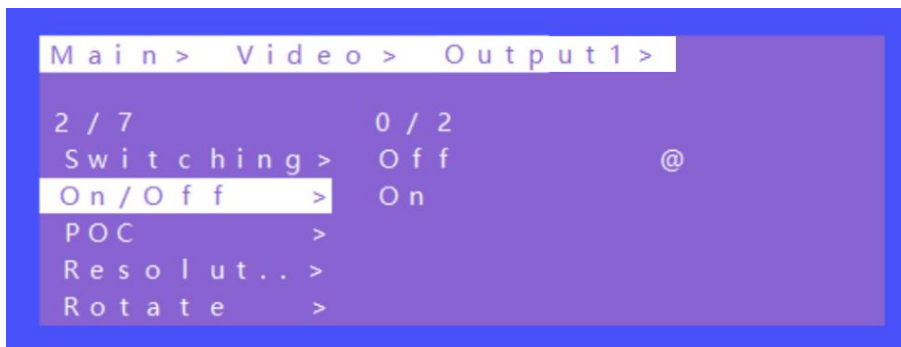 Main> Video> Output1>
2/7 0/2
Switching> Off @
On/Off > On
POC >
Resolut..>
Rotate >